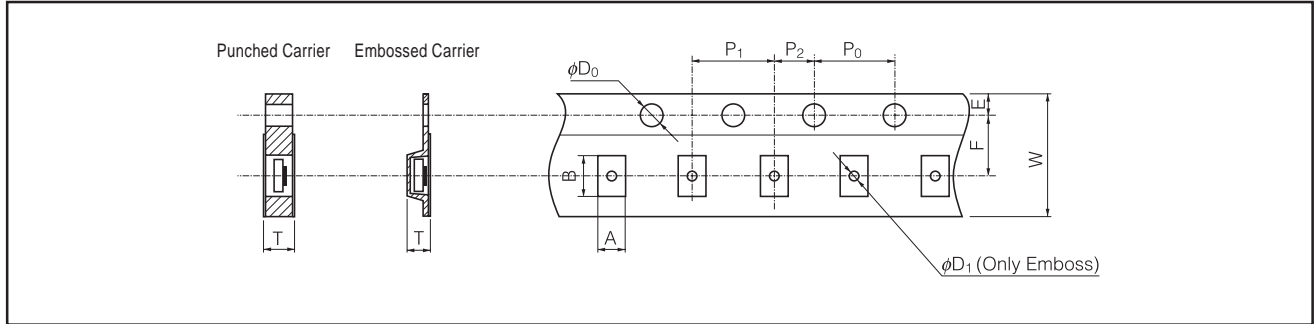 Punched Carrier Embossed Carrier
P₁ P₂ P₀
ϕD₀
E
F
W
B
T T A
ϕD₁ (Only Emboss)